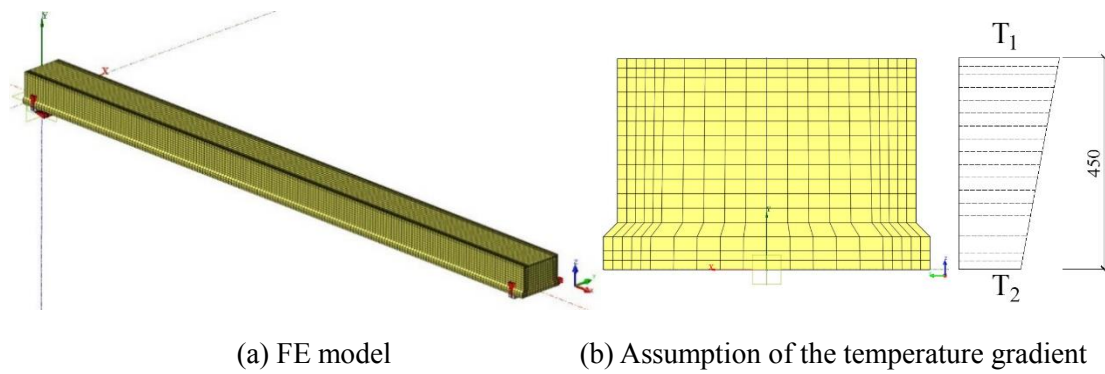 Y
X
T1
450
Y
X
T2
(a) FE model
(b) Assumption of the temperature gradient